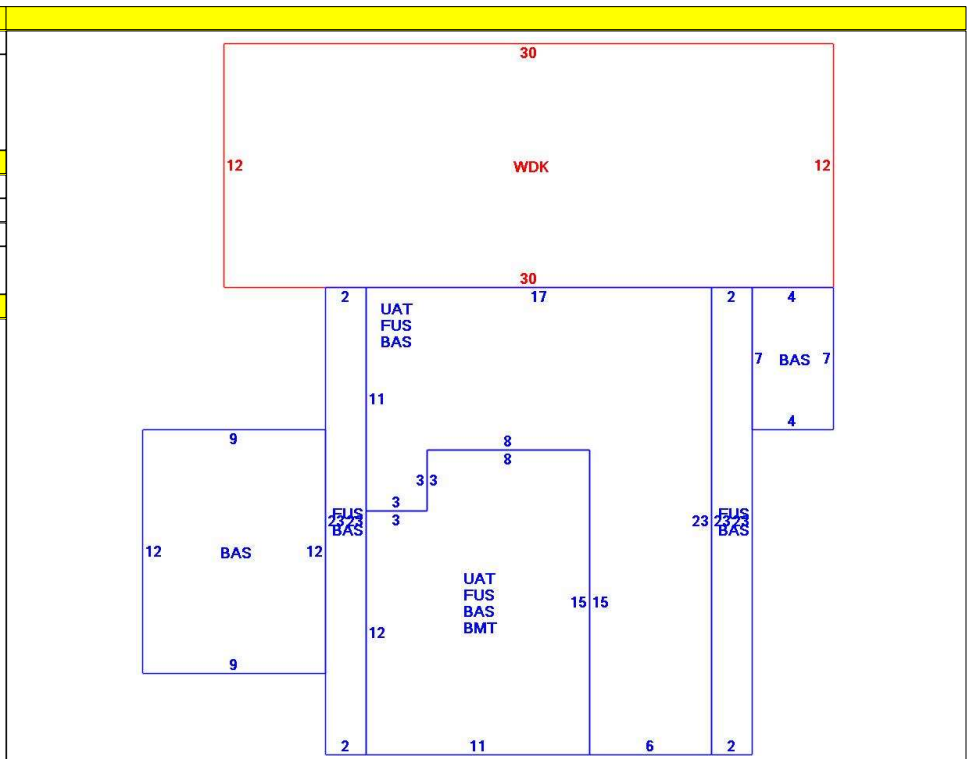 30
12 WDK 12
30
2 17 2 4
UAT
FUS
BAS
7 BAS 7
11
4
9
8
8
3 3
3
3
FUS
23 23
BAS
23
FUS
23 23
BAS
12 BAS 12
UAT
FUS
BAS
BMT
15 15
12
9
2 11 6 2